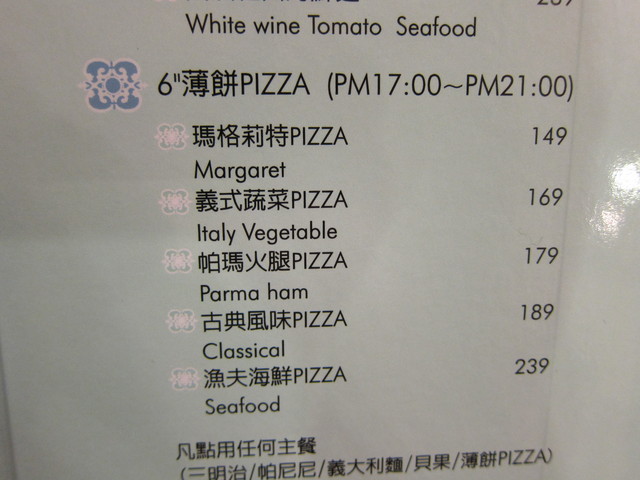 White wine Tomato Seafood
6"薄餅PIZZA (PM17:00~PM21:00)
瑪格莉特PIZZA 149
Margaret
義式蔬菜PIZZA 169
Italy Vegetable
帕瑪火腿PIZZA 179
Parma ham
古典風味PIZZA 189
Classical
漁夫海鮮PIZZA 239
Seafood
凡點用任何主餐
(三明治/帕尼尼/義大利麵/貝果/薄餅PIZZA)